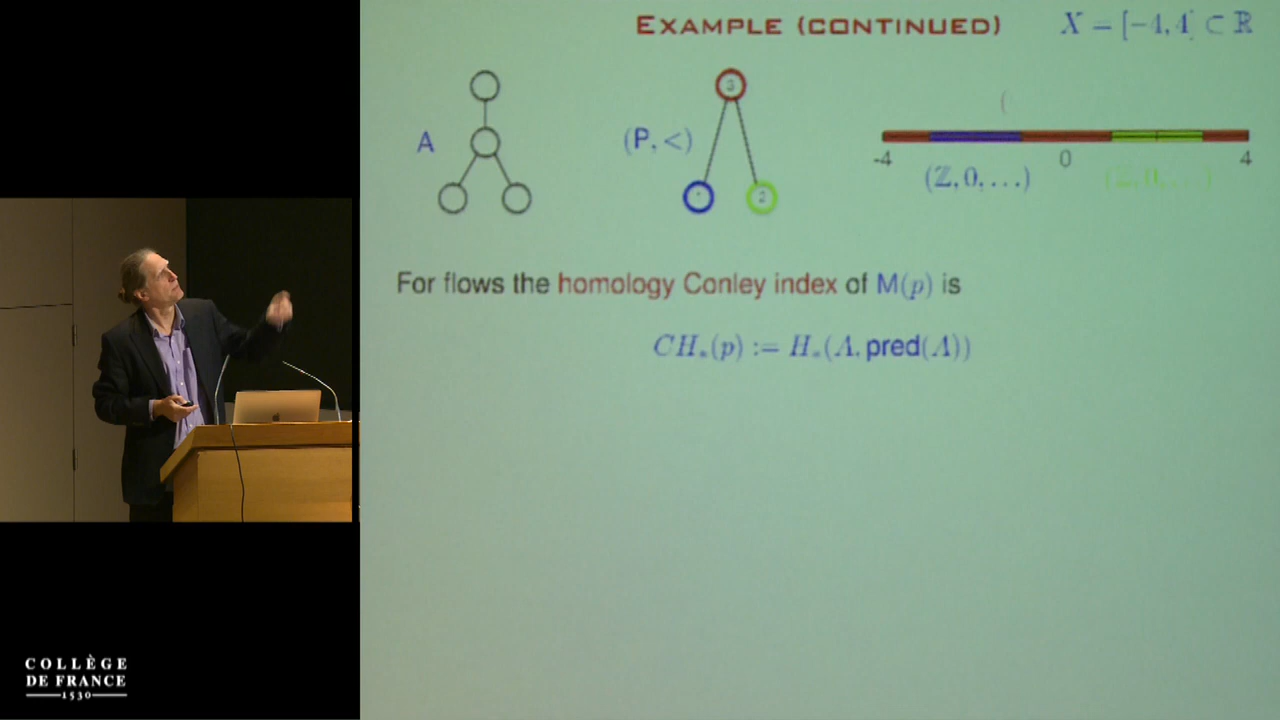 EXAMPLE (CONTINUED)
X = [-4, 4] ⊂ ℝ
A
(P, <)
3
2
-4
0
4
(ℤ, 0, …)
(ℤ, 0, …)
For flows the homology Conley index of M(p) is
CH*(p) := H*(A, pred(A))
COLLÈGE
DE FRANCE
1530